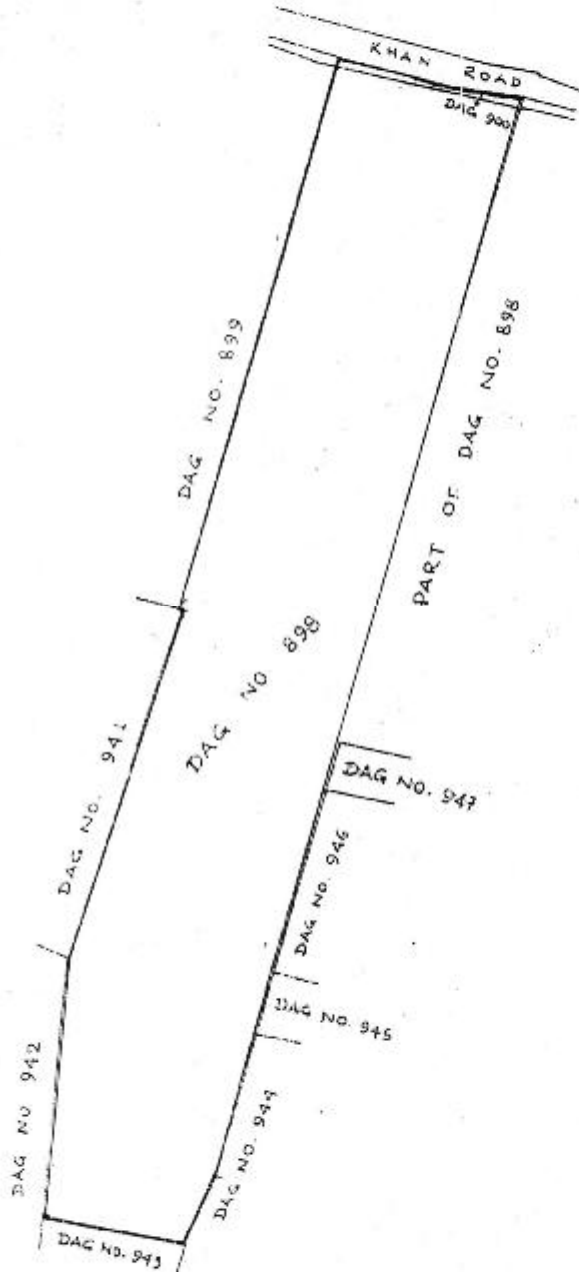 KHAN ROAD
DAG 900
DAG NO. 899
PART OF DAG NO. 898
DAG NO 898
DAG NO. 941
DAG NO. 947
DAG NO. 946
DAG NO. 945
DAG NO 942
DAG NO. 944
DAG NO. 943